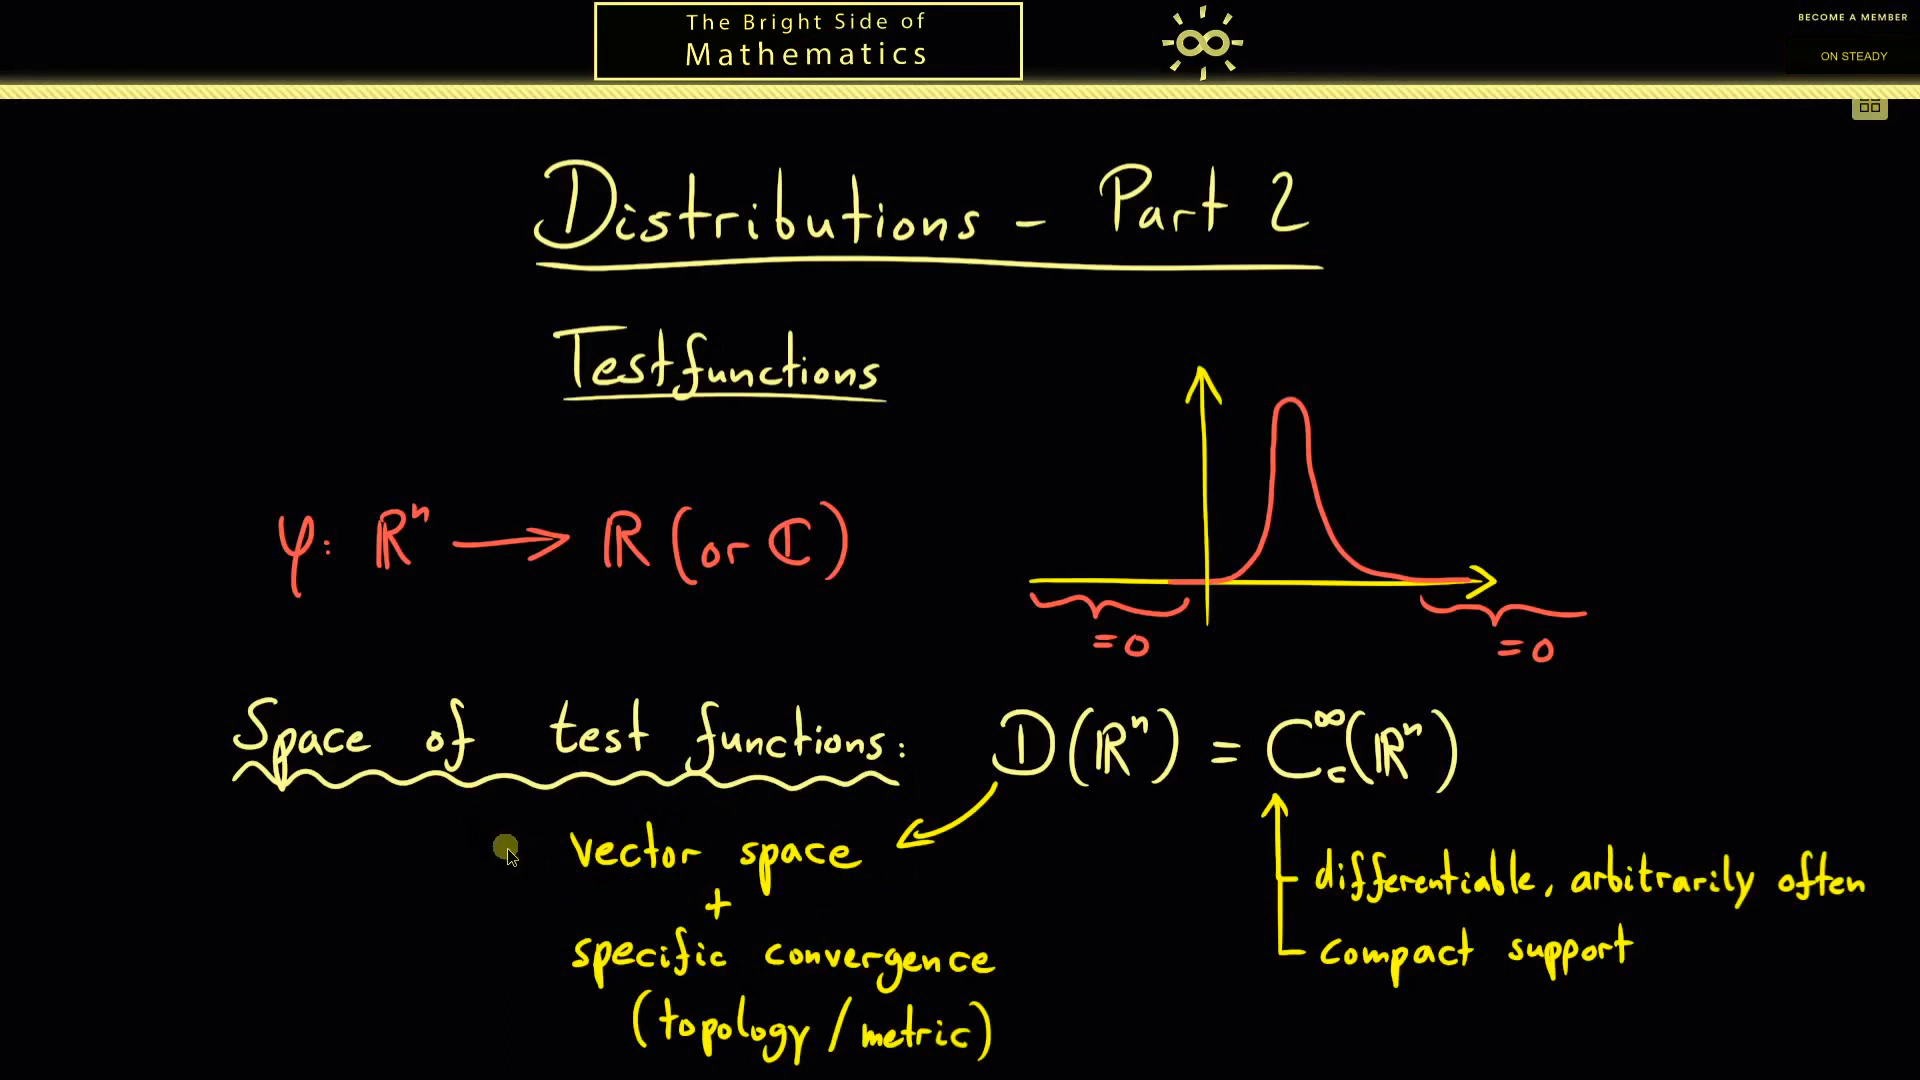 The Bright Side of
Mathematics
BECOME A MEMBER
ON STEADY
Distributions - Part 2
Testfunctions
φ: ℝⁿ ⟶ ℝ (or ℂ)
= 0
= 0
Space of test functions: D(ℝⁿ) = C_c^∞(ℝⁿ)
vector space
+
specific convergence
(topology / metric)
differentiable, arbitrarily often
compact support